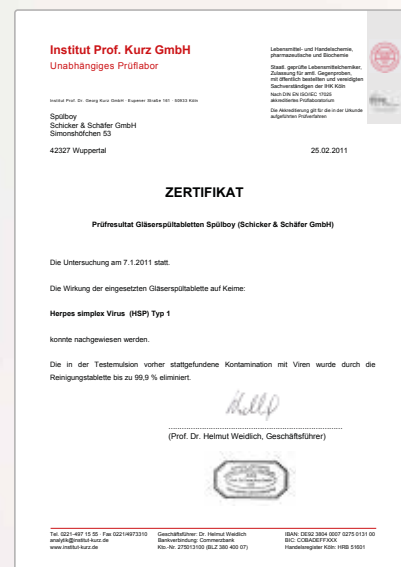 Institut Prof. Kurz GmbH
Unabhängiges Prüflabor
Lebensmittel- und Handelschemie,
pharmazeutische und Biochemie
Staatl. geprüfte Lebensmittelchemiker,
Zulassung für amtl. Gegenproben,
mit öffentlich bestellten und vereidigten
Sachverständigen der IHK Köln
Nach DIN EN ISO/IEC 17025
akkreditiertes Prüflaboratorium
Die Akkreditierung gilt für die in der Urkunde
aufgeführten Prüfverfahren
Institut Prof. Dr. Georg Kurz GmbH · Eupener Straße 161 · 50933 Köln
Spülboy
Schicker & Schäfer GmbH
Simonshöfchen 53
42327 Wuppertal
25.02.2011
ZERTIFIKAT
Prüfresultat Gläserspültabletten Spülboy (Schicker & Schäfer GmbH)
Die Untersuchung am 7.1.2011 statt.
Die Wirkung der eingesetzten Gläserspültablette auf Keime:
Herpes simplex Virus (HSP) Typ 1
konnte nachgewiesen werden.
Die in der Testemulsion vorher stattgefundene Kontamination mit Viren wurde durch die
Reinigungstablette bis zu 99,9 % eliminiert.
(Prof. Dr. Helmut Weidlich, Geschäftsführer)
Tel. 0221-497 15 55 · Fax 0221/4973310
analytik@institut-kurz.de
www.institut-kurz.de
Geschäftsführer: Dr. Helmut Weidlich
Bankverbindung: Commerzbank
Kto.-Nr. 275013100 (BLZ 380 400 07)
IBAN: DE92 3804 0007 0275 0131 00
BIC: COBADEFFXXX
Handelsregister Köln: HRB 51601